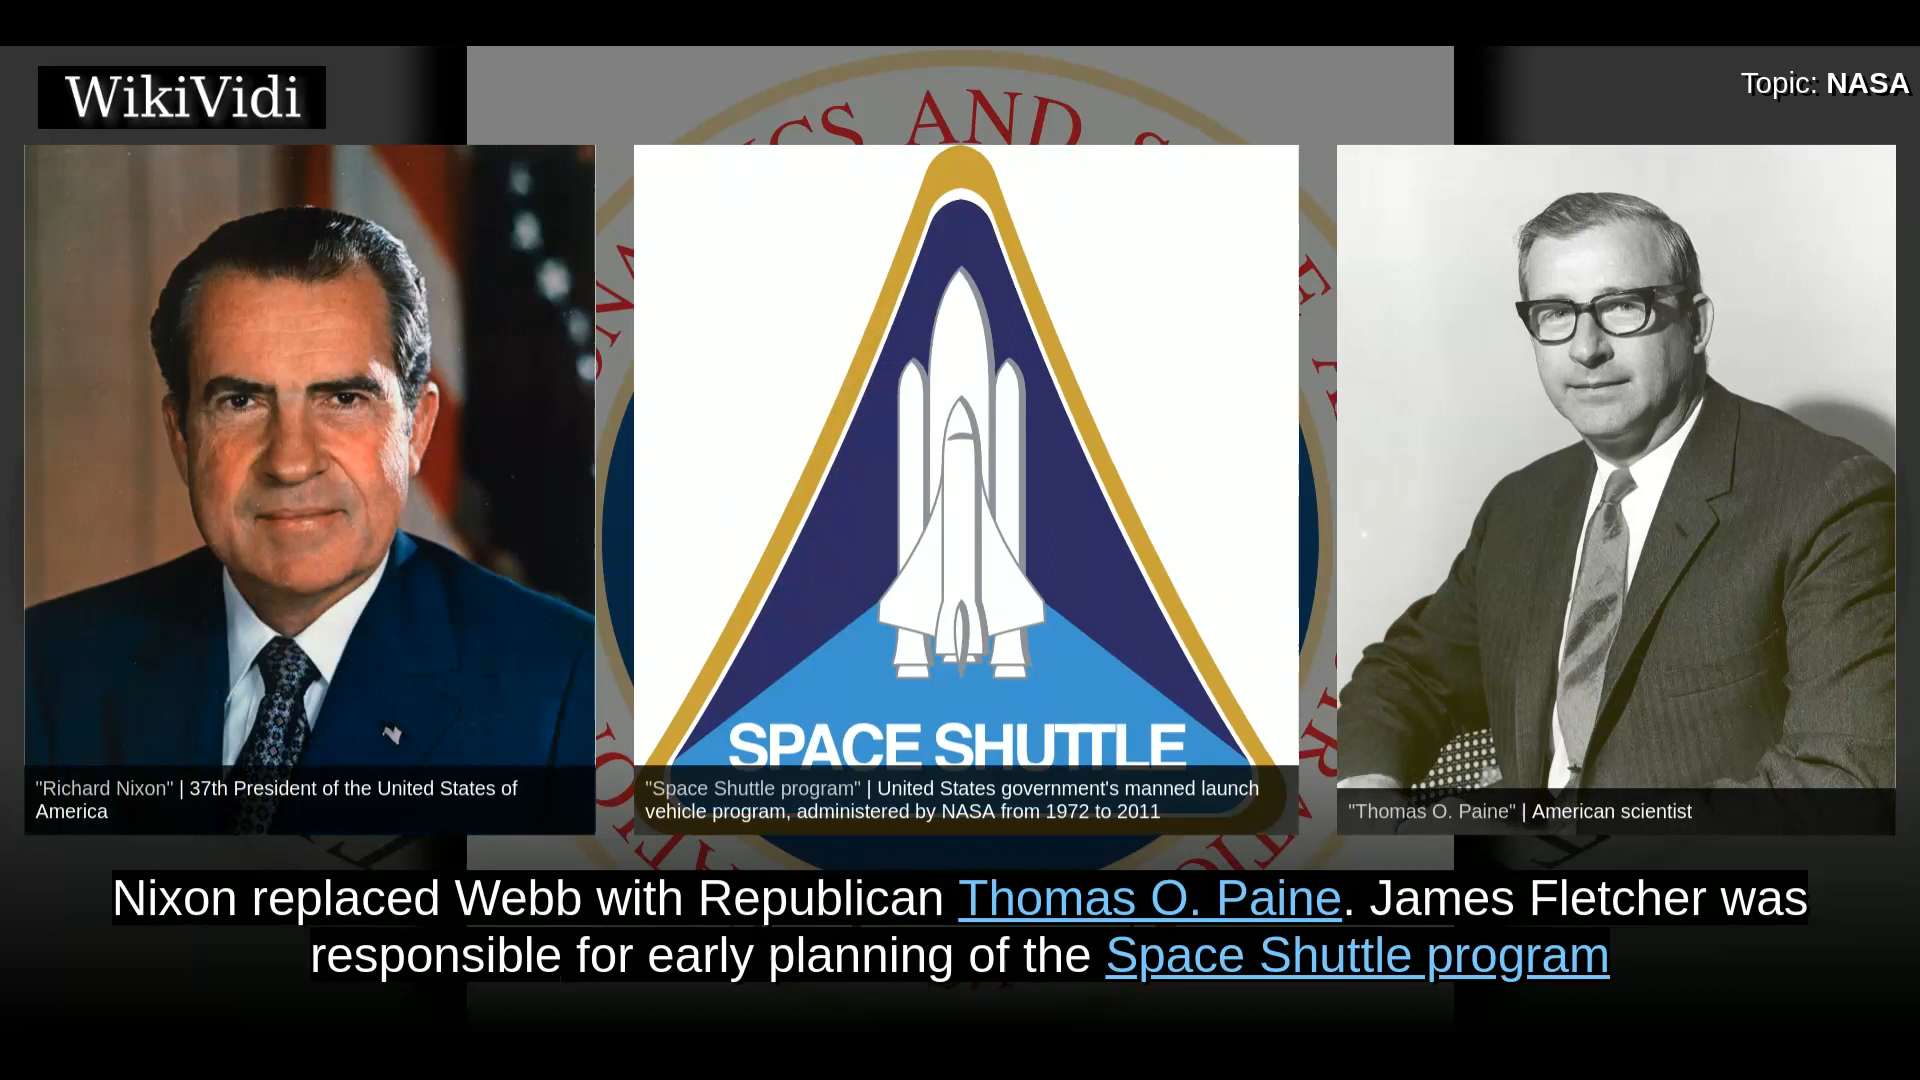 WikiVidi
Topic: NASA
SPACE SHUTTLE
"Richard Nixon" | 37th President of the United States of
America
"Space Shuttle program" | United States government's manned launch
vehicle program, administered by NASA from 1972 to 2011
"Thomas O. Paine" | American scientist
Nixon replaced Webb with Republican Thomas O. Paine. James Fletcher was
responsible for early planning of the Space Shuttle program